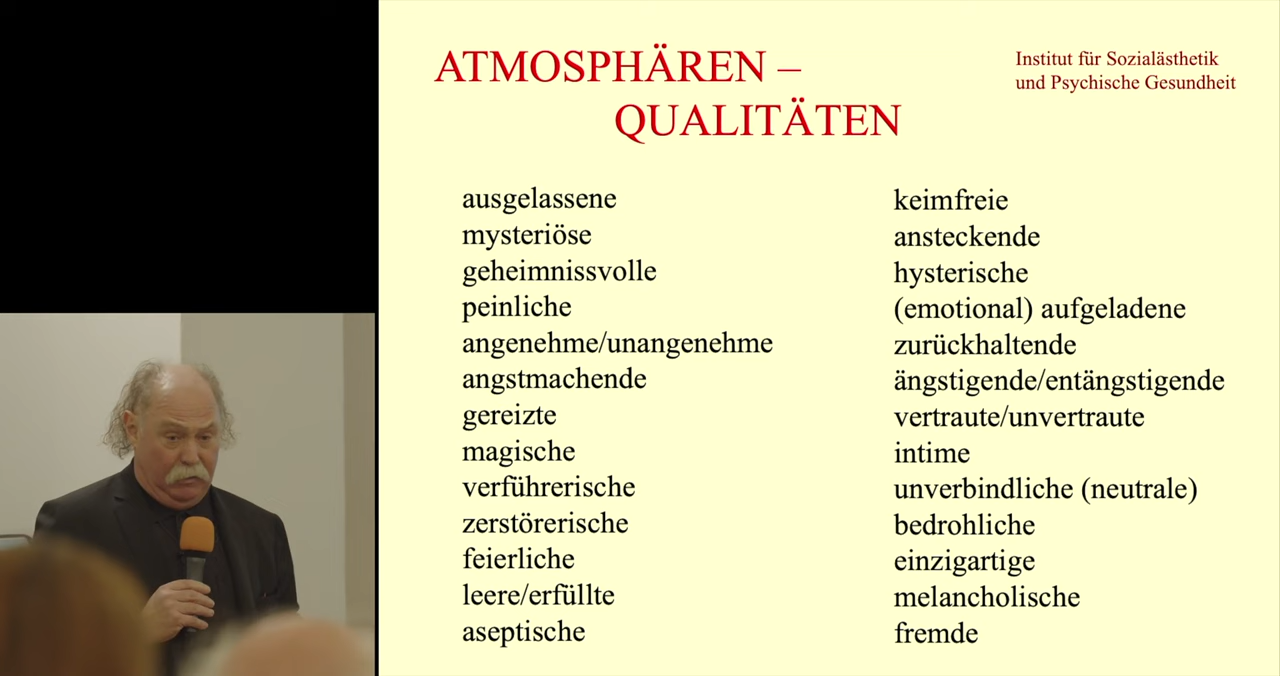 ATMOSPHÄREN –
QUALITÄTEN
Institut für Sozialästhetik
und Psychische Gesundheit
ausgelassene
mysteriöse
geheimnissvolle
peinliche
angenehme/unangenehme
angstmachende
gereizte
magische
verführerische
zerstörerische
feierliche
leere/erfüllte
aseptische
keimfreie
ansteckende
hysterische
(emotional) aufgeladene
zurückhaltende
ängstigende/entängstigende
vertraute/unvertraute
intime
unverbindliche (neutrale)
bedrohliche
einzigartige
melancholische
fremde